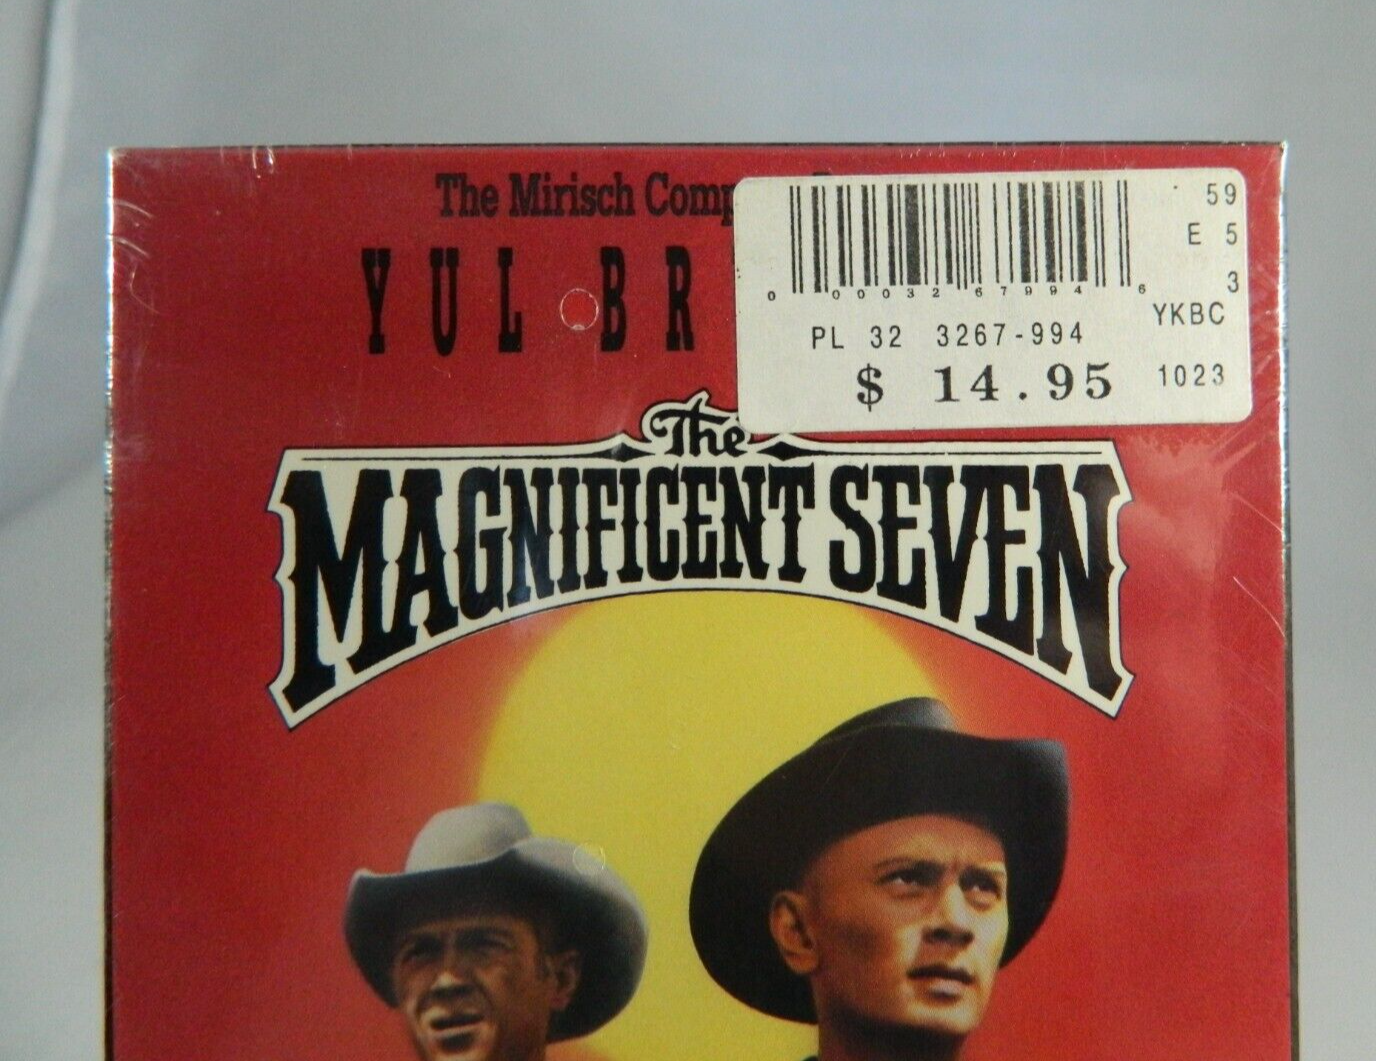 The Mirisch
YUL BR
59
E 5
3
0 00032 67994 6
YKBC
PL 32 3267-994
$ 14.95
1023
The
MAGNIFICENT SEVEN